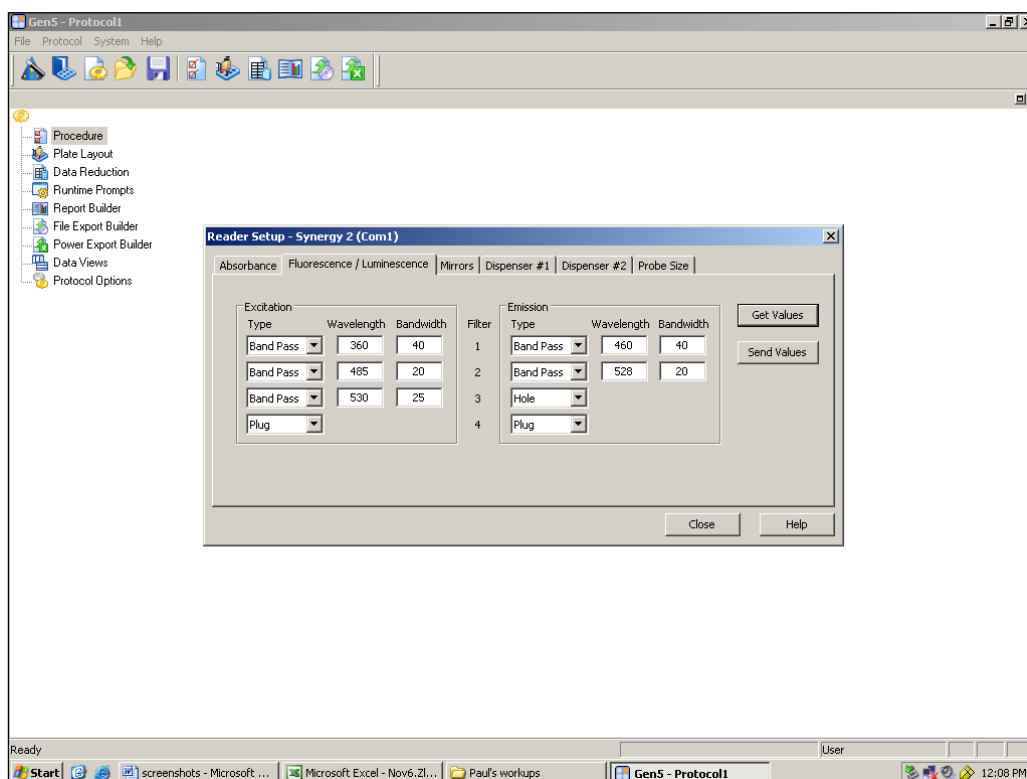 Gen5 - Protocol1
File Protocol System Help
Procedure
Plate Layout
Data Reduction
Runtime Prompts
Report Builder
File Export Builder
Power Export Builder
Data Views
Protocol Options
Reader Setup - Synergy 2 (Com1)
Absorbance Fluorescence / Luminescence Mirrors Dispenser #1 Dispenser #2 Probe Size
Excitation Emission
Type Wavelength Bandwidth Filter Type Wavelength Bandwidth
Band Pass 360 40 1 Band Pass 460 40
Band Pass 485 20 2 Band Pass 528 20
Band Pass 530 25 3 Hole
Plug 4 Plug
Get Values
Send Values
Close Help
Ready User
Start screenshots - Microsoft ... Microsoft Excel - Nov6.Zl... Paul's workups Gen5 - Protocol1 12:08 PM